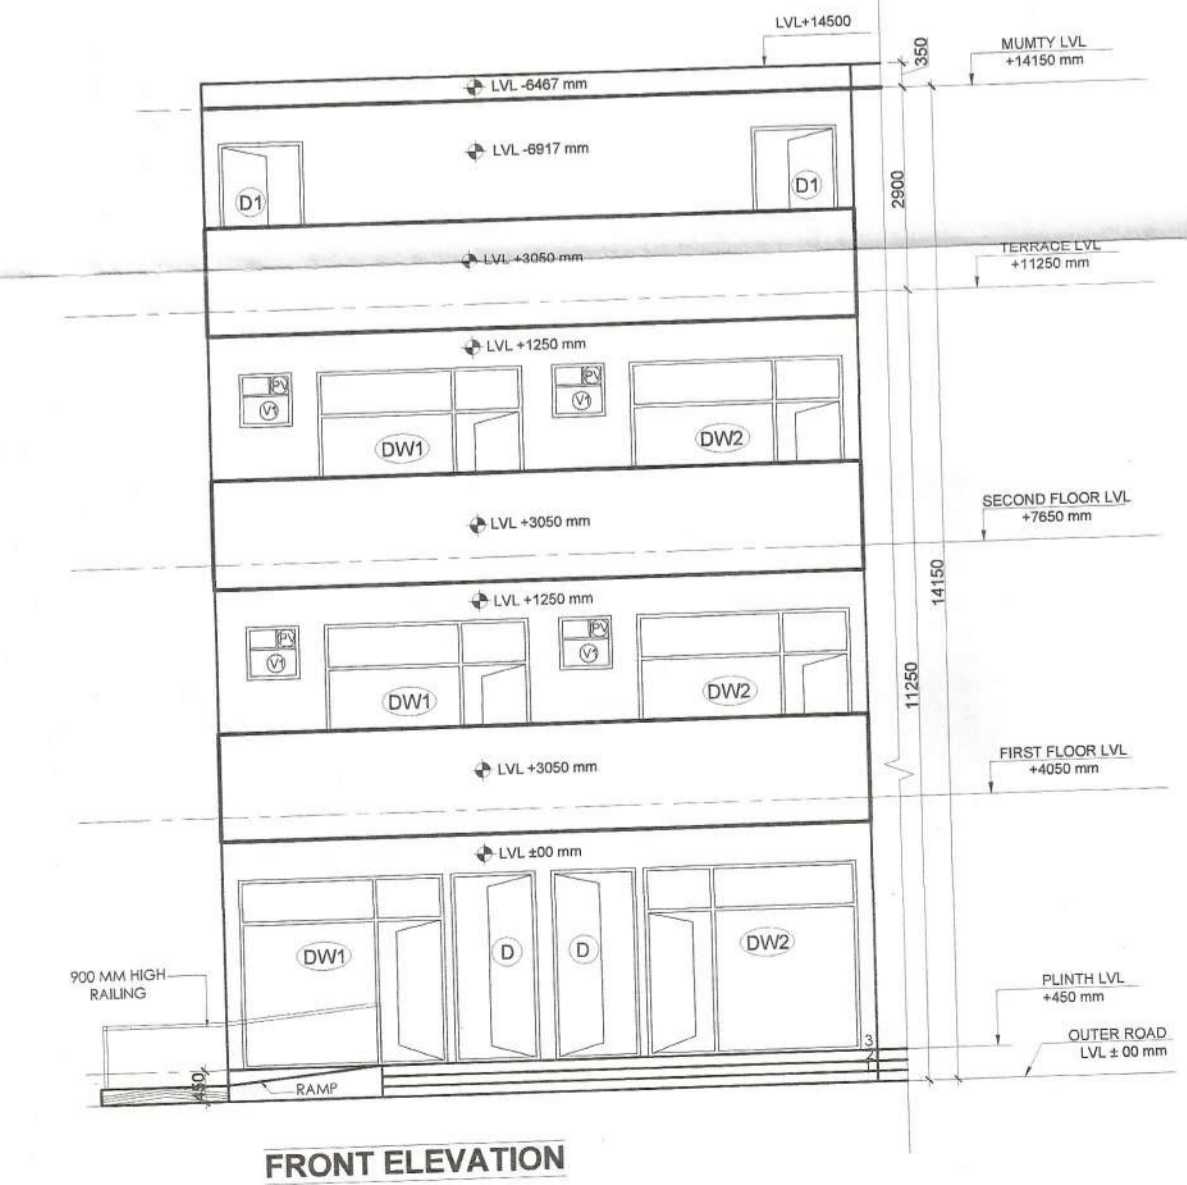 LVL+14500
350
MUMTY LVL
+14150 mm
LVL -6467 mm
LVL -6917 mm
D1
D1
2900
TERRACE LVL
+11250 mm
LVL +3050 mm
LVL +1250 mm
PV
V1
PV
V1
DW1
DW2
SECOND FLOOR LVL
+7650 mm
LVL +3050 mm
14150
LVL +1250 mm
PV
V1
PV
V1
DW1
DW2
11250
FIRST FLOOR LVL
+4050 mm
LVL +3050 mm
LVL ±00 mm
DW1
D
D
DW2
900 MM HIGH
RAILING
PLINTH LVL
+450 mm
OUTER ROAD
LVL ± 00 mm
3
2
1
450
RAMP
FRONT ELEVATION